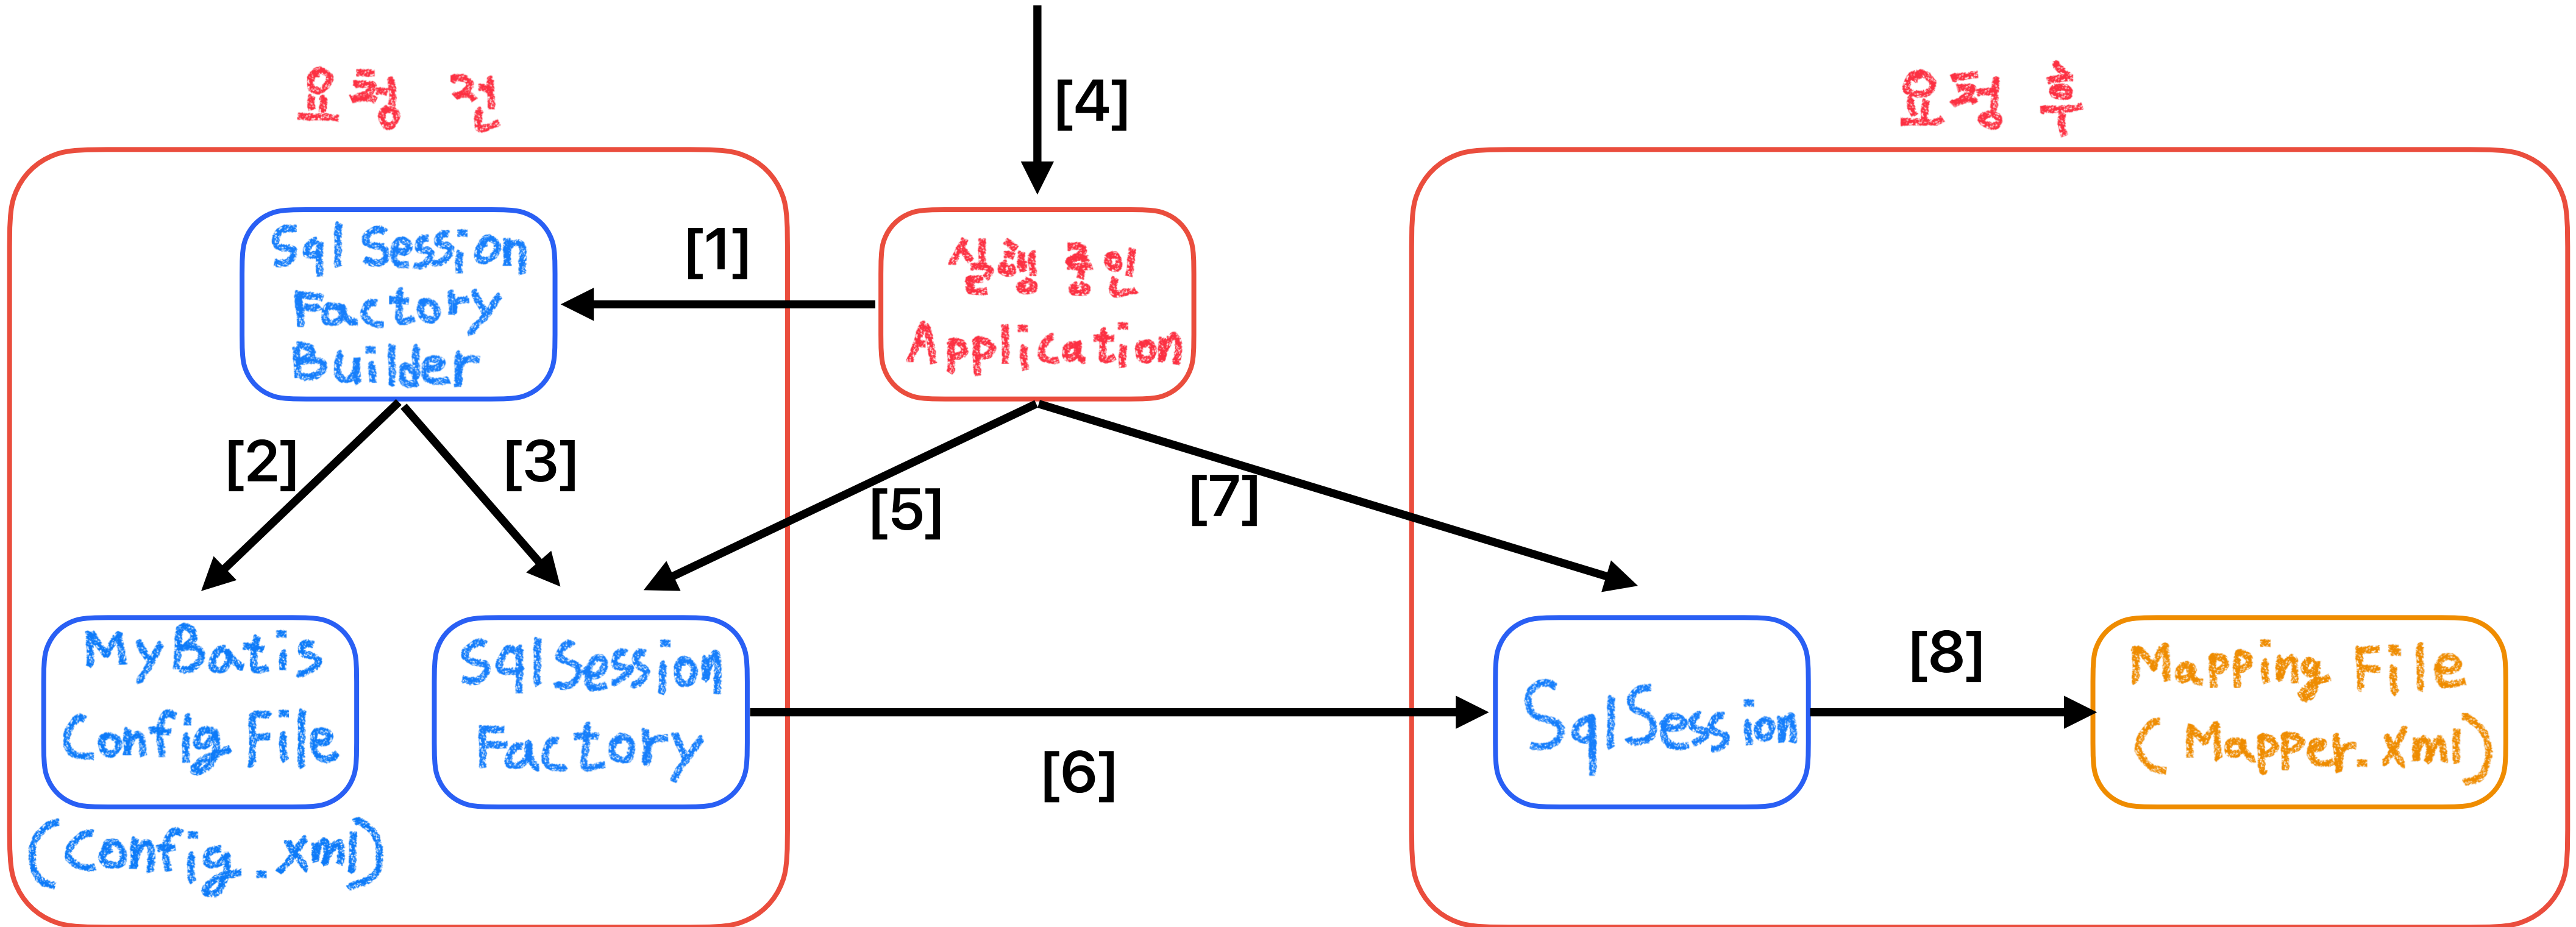 요청 전
[4]
요청 후
Sql Session
Factory
Builder
[1]
실행 중인
Application
[2]
[3]
[5]
[7]
MyBatis
Config File
(Config.xml)
SqlSession
Factory
[6]
SqlSession
[8]
Mapping File
(Mapper.xml)